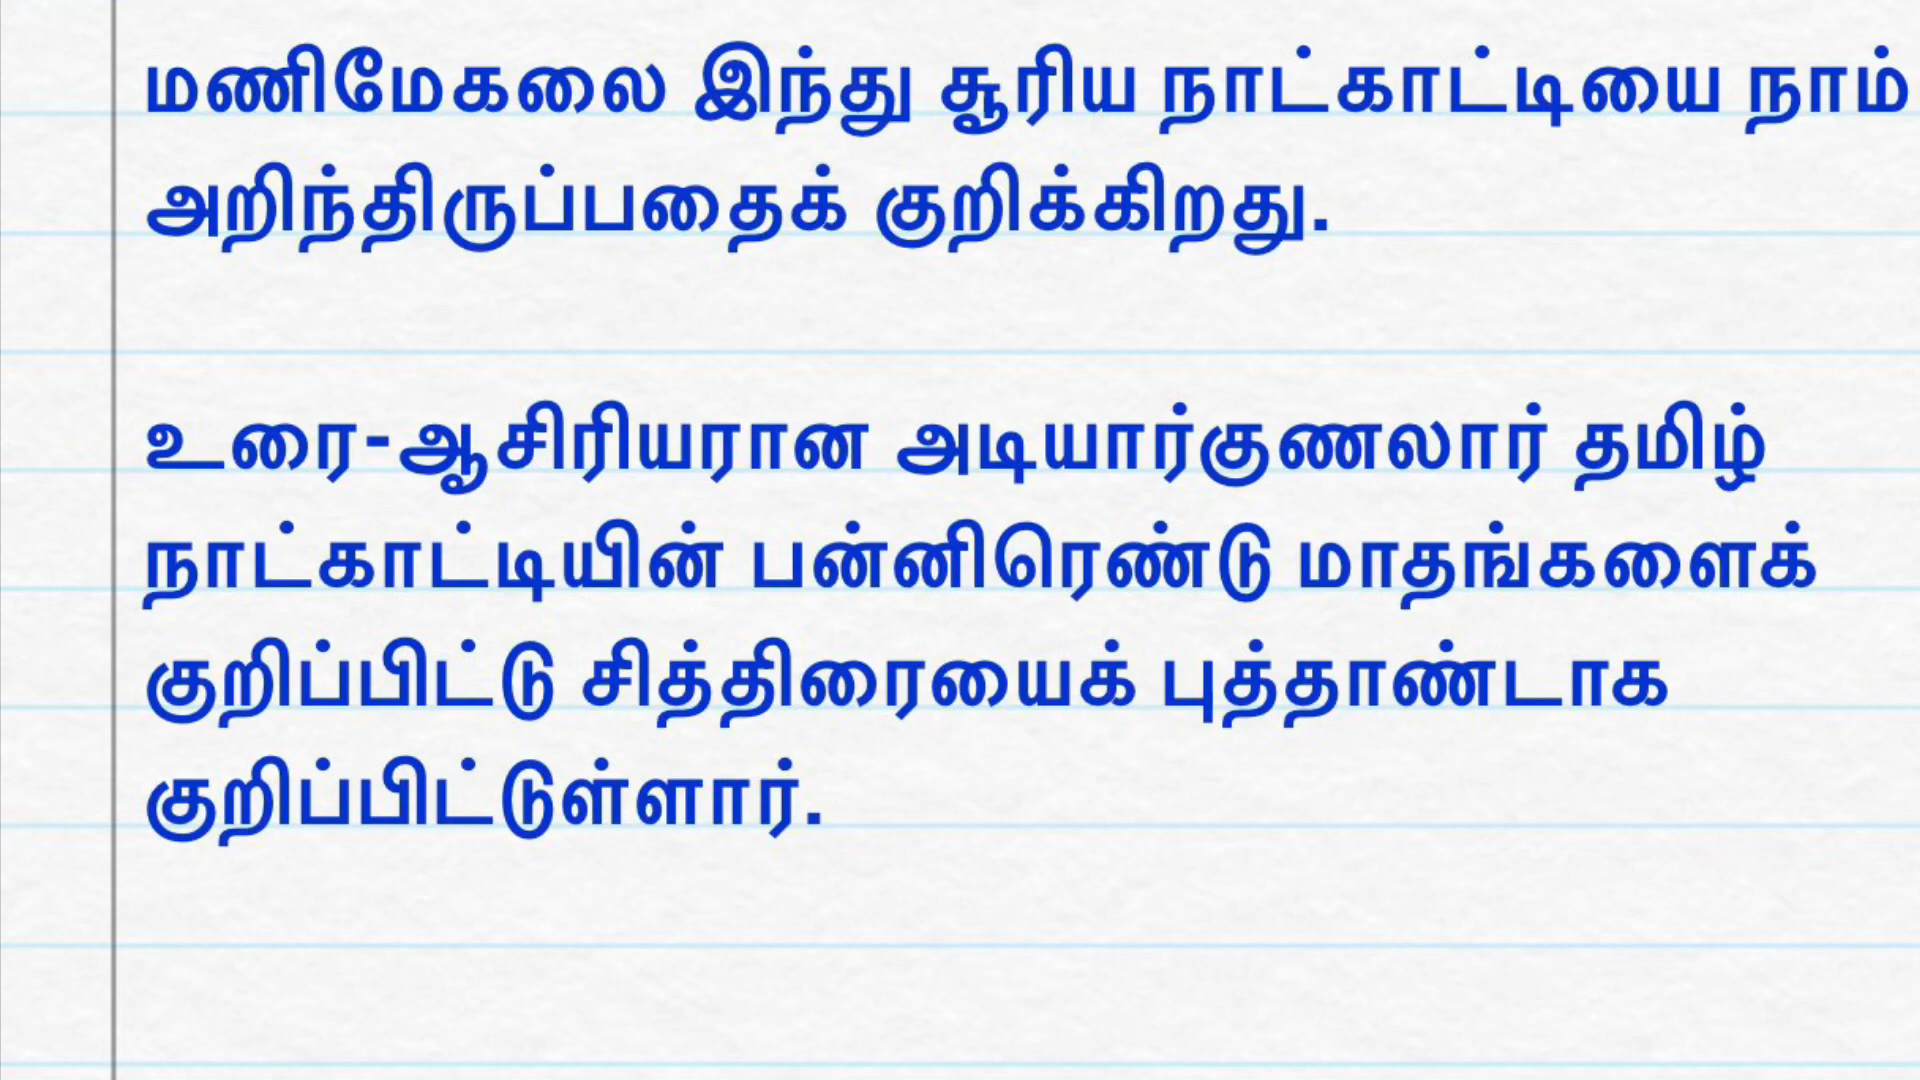 மணிமேகலை இந்து சூரிய நாட்காட்டியை நாம்
அறிந்திருப்பதைக் குறிக்கிறது.
உரை-ஆசிரியரான அடியார்குணலார் தமிழ்
நாட்காட்டியின் பன்னிரெண்டு மாதங்களைக்
குறிப்பிட்டு சித்திரையைக் புத்தாண்டாக
குறிப்பிட்டுள்ளார்.